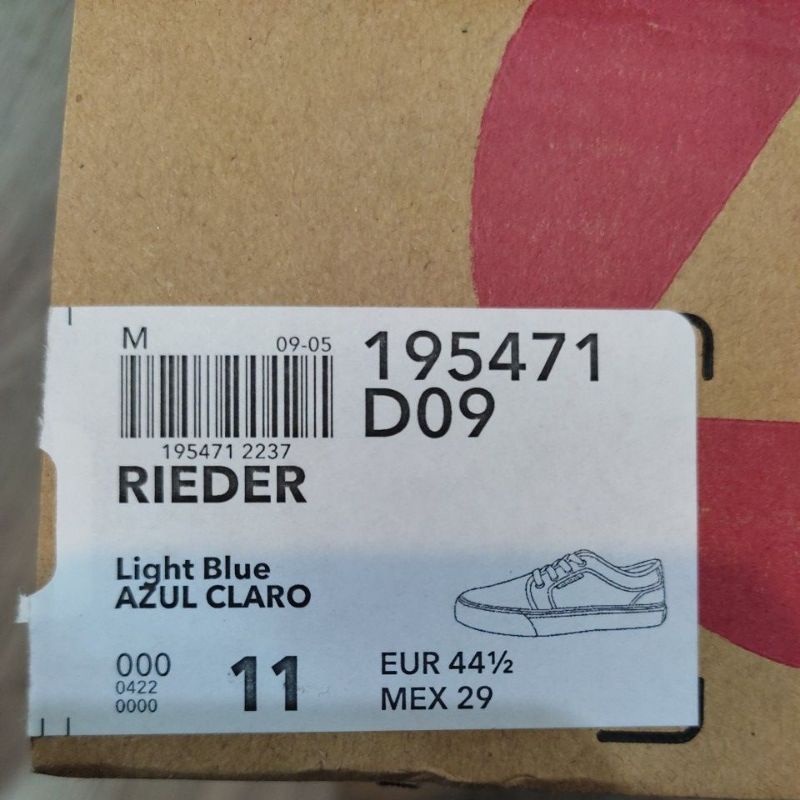 M 09-05
195471 2237
195471
D09
RIEDER
Light Blue
AZUL CLARO
000
0422
0000
11
EUR 44½
MEX 29